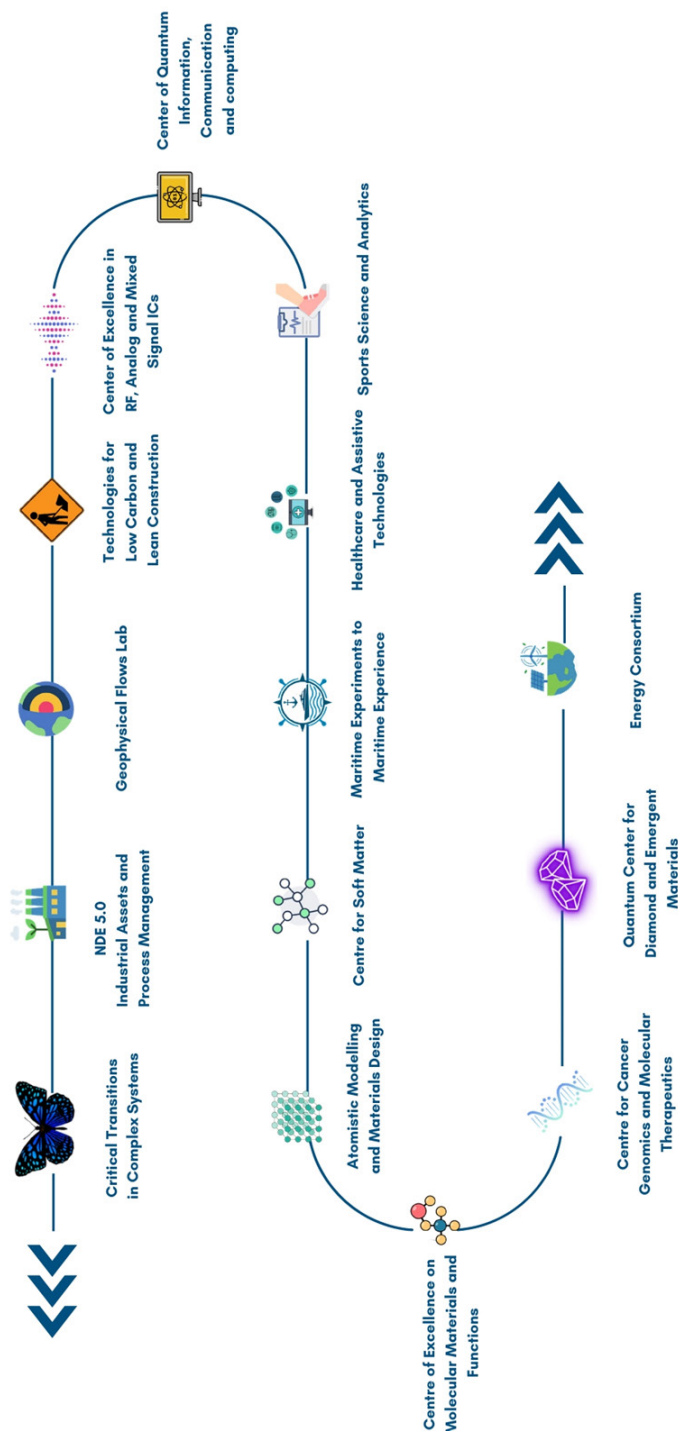 Critical Transitions
in Complex Systems
NDE 5.0
Industrial Assets and
Process Management
Geophysical Flows Lab
Technologies for
Low Carbon and
Lean Construction
Center of Excellence in
RF, Analog and Mixed
Signal ICs
Center of Quantum
Information,
Communication
and computing
Sports Science and Analytics
Healthcare and Assistive
Technologies
Maritime Experiments to
Maritime Experience
Centre for Soft Matter
Atomistic Modelling
and Materials Design
Centre of Excellence on
Molecular Materials and
Functions
Centre for Cancer
Genomics and Molecular
Therapeutics
Quantum Center for
Diamond and Emergent
Materials
Energy Consortium